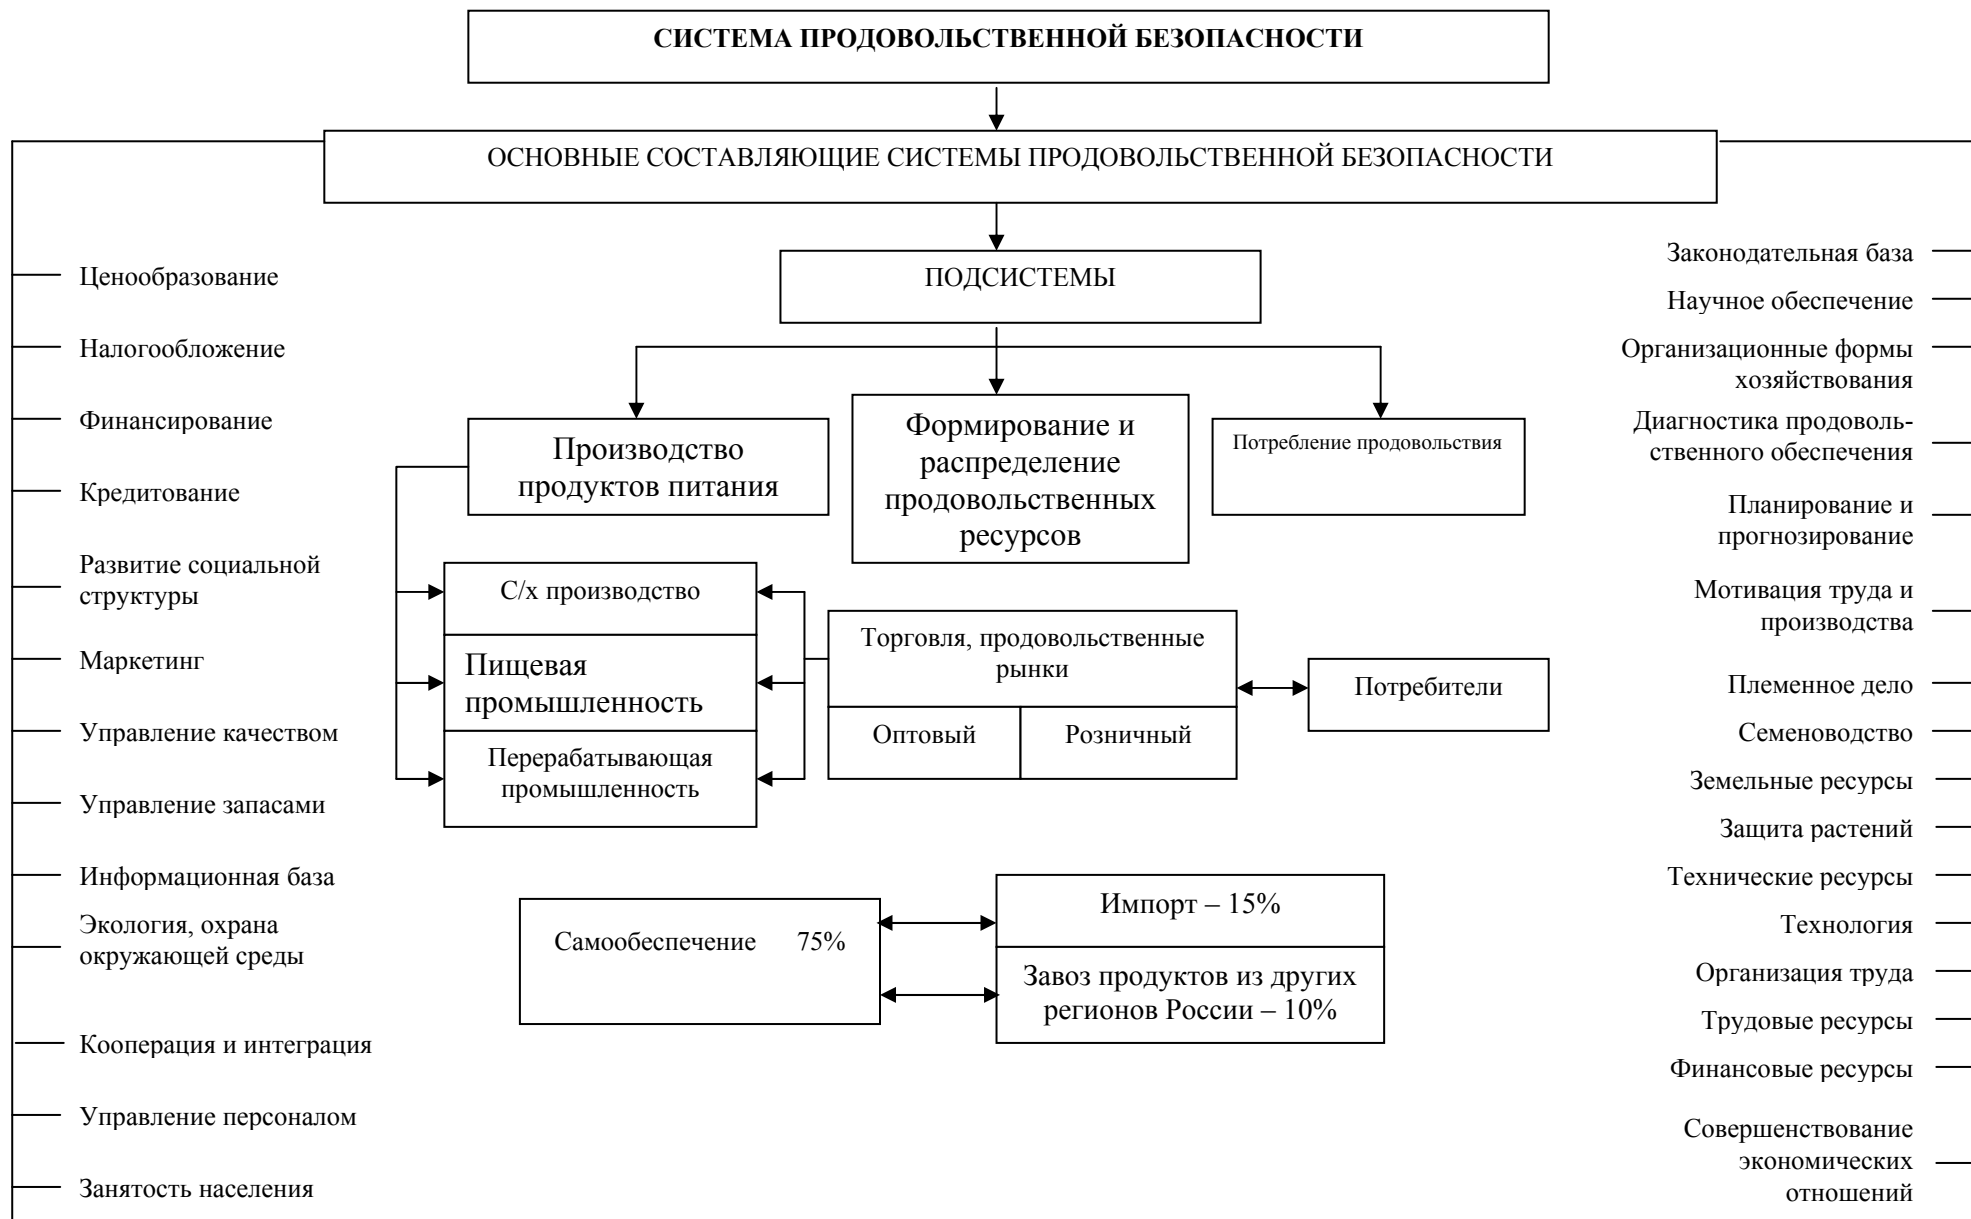 СИСТЕМА ПРОДОВОЛЬСТВЕННОЙ БЕЗОПАСНОСТИ
ОСНОВНЫЕ СОСТАВЛЯЮЩИЕ СИСТЕМЫ ПРОДОВОЛЬСТВЕННОЙ БЕЗОПАСНОСТИ
Ценообразование
Налогообложение
Финансирование
Кредитование
Развитие социальной
структуры
Маркетинг
Управление качеством
Управление запасами
Информационная база
Экология, охрана
окружающей среды
Кооперация и интеграция
Управление персоналом
Занятость населения
ПОДСИСТЕМЫ
Производство
продуктов питания
Формирование и
распределение
продовольственных
ресурсов
Потребление продовольствия
С/х производство
Пищевая
промышленность
Перерабатывающая
промышленность
Торговля, продовольственные
рынки
Оптовый
Розничный
Потребители
Самообеспечение 75%
Импорт – 15%
Завоз продуктов из других
регионов России – 10%
Законодательная база
Научное обеспечение
Организационные формы
хозяйствования
Диагностика продоволь-
ственного обеспечения
Планирование и
прогнозирование
Мотивация труда и
производства
Племенное дело
Семеноводство
Земельные ресурсы
Защита растений
Технические ресурсы
Технология
Организация труда
Трудовые ресурсы
Финансовые ресурсы
Совершенствование
экономических
отношений